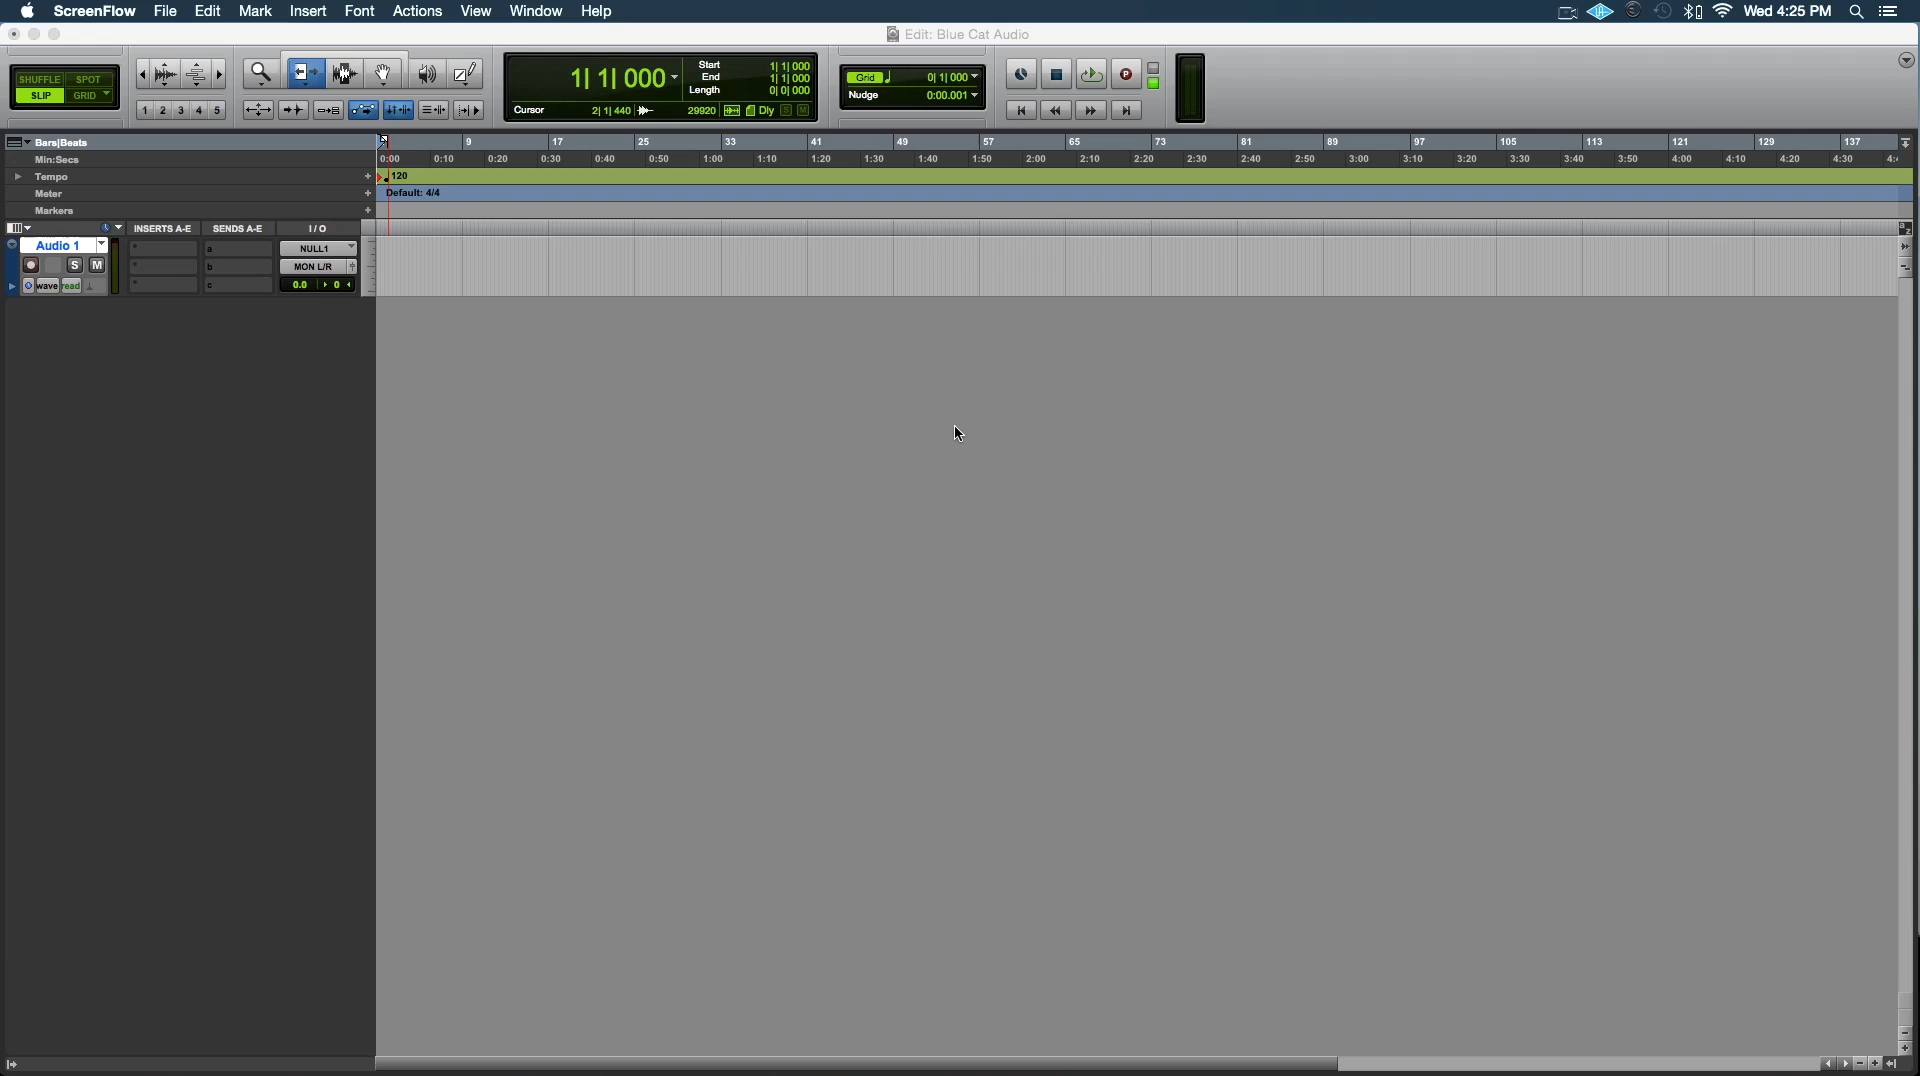 ScreenFlow File Edit Mark Insert Font Actions View Window Help Wed 4:25 PM
Edit: Blue Cat Audio
SHUFFLE SPOT
SLIP GRID
1 2 3 4 5
1| 1| 000
Start 1| 1| 000
End 1| 1| 000
Length 0| 0| 000
Cursor 2| 1| 440 29920 Dly S M
Grid 0| 1| 000
Nudge 0:00.001
P
Bars|Beats 9 17 25 33 41 49 57 65 73 81 89 97 105 113 121 129 137
Min:Secs 0:00 0:10 0:20 0:30 0:40 0:50 1:00 1:10 1:20 1:30 1:40 1:50 2:00 2:10 2:20 2:30 2:40 2:50 3:00 3:10 3:20 3:30 3:40 3:50 4:00 4:10 4:20 4:30
Tempo + 120
Meter + Default: 4/4
Markers +
INSERTS A-E SENDS A-E I / O
Audio 1 a NULL1
S M b MON L/R
wave read c 0.0 0